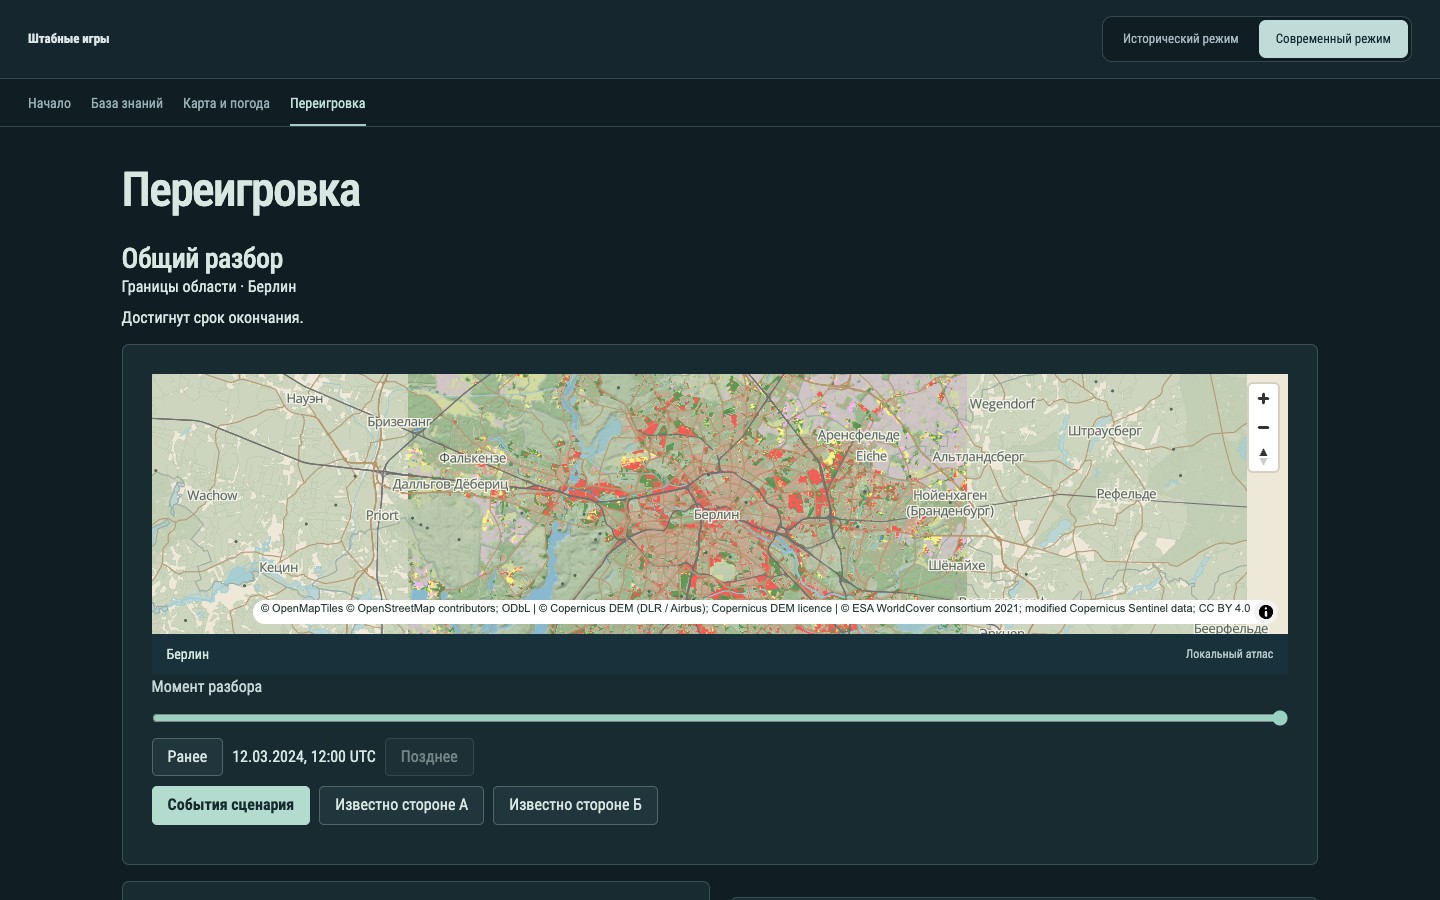 Штабные игры
Исторический режим
Современный режим
Начало
База знаний
Карта и погода
Переигровка
Переигровка
Общий разбор
Границы области · Берлин
Достигнут срок окончания.
Науэн
Wegendorf
Бризеланг
Штраусберг
Аренсфельде
Фалькензе
Eiche
Альтландсберг
Далльгов-Дёбериц
Wachow
Нойенхаген
(Бранденбург)
Рефельде
Priort
Берлин
Кецин
Шёнайхе
© OpenMapTiles © OpenStreetMap contributors; ODbL | © Copernicus DEM (DLR / Airbus); Copernicus DEM licence | © ESA WorldCover consortium 2021; modified Copernicus Sentinel data; CC BY 4.0
Беерфельде
Эркнер
Берлин
Локальный атлас
Момент разбора
Ранее
12.03.2024, 12:00 UTC
Позднее
События сценария
Известно стороне А
Известно стороне Б